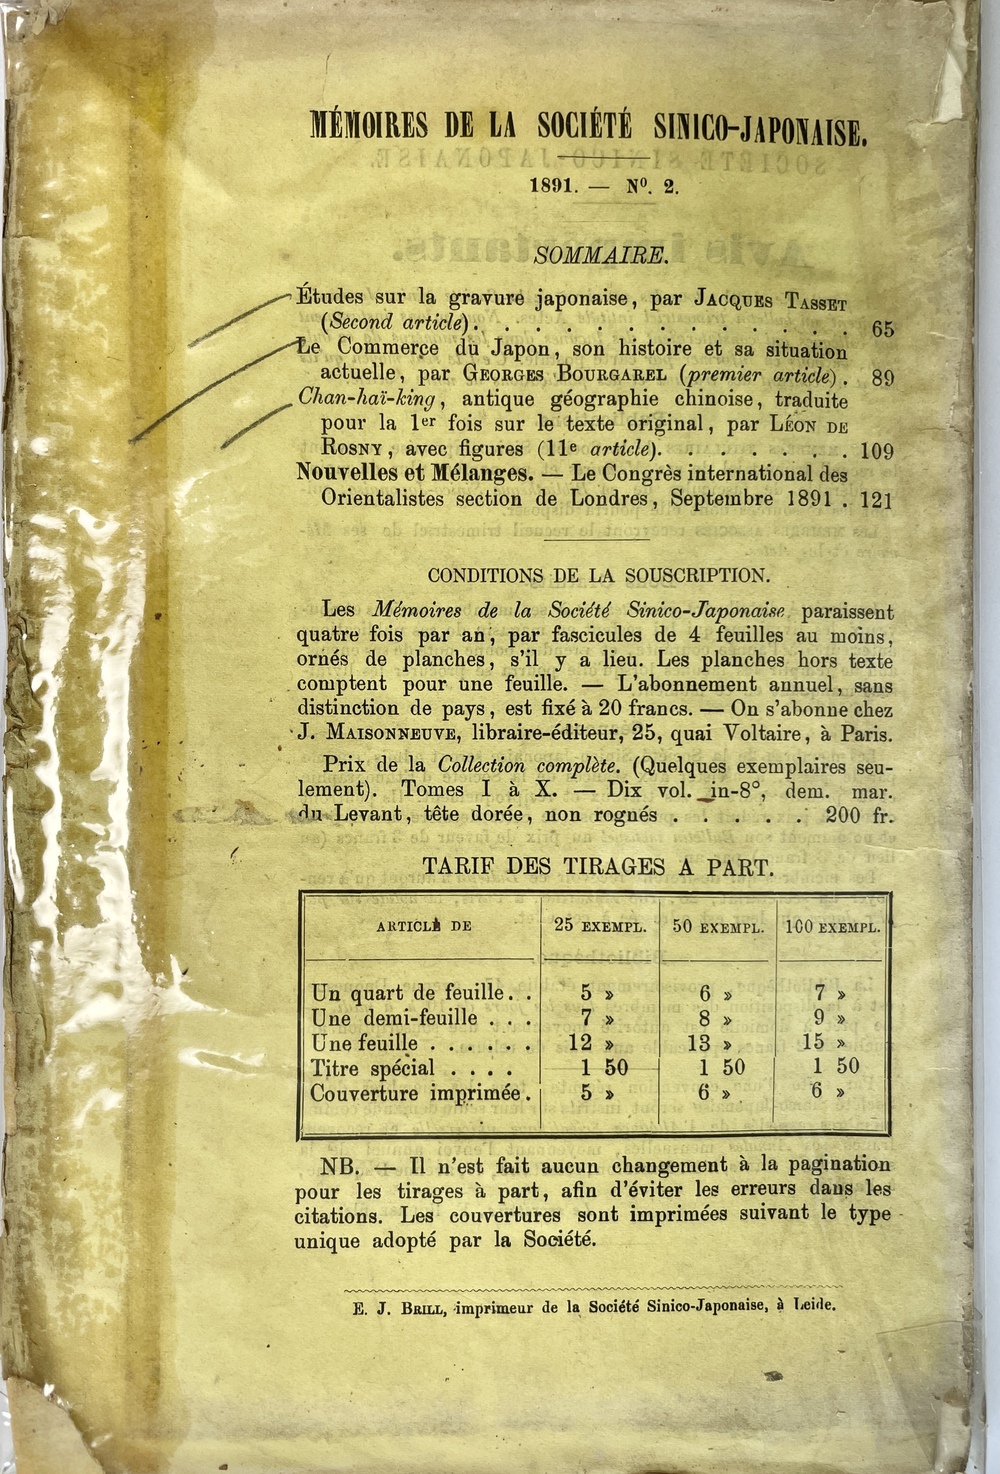 MÉMOIRES DE LA SOCIÉTÉ SINICO-JAPONAISE.
1891. — Nº. 2.
SOMMAIRE.
Études sur la gravure japonaise, par JACQUES TASSET
(Second article). . . . . . . . . . . . . . 65
Le Commerce du Japon, son histoire et sa situation
actuelle, par GEORGES BOURGAREL (premier article) . 89
Chan-haï-king, antique géographie chinoise, traduite
pour la 1er fois sur le texte original, par LÉON DE
ROSNY, avec figures (11e article). . . . . . . . 109
Nouvelles et Mélanges. — Le Congrès international des
Orientalistes section de Londres, Septembre 1891 . 121
CONDITIONS DE LA SOUSCRIPTION.
Les Mémoires de la Société Sinico-Japonaise paraissent
quatre fois par an, par fascicules de 4 feuilles au moins,
ornés de planches, s'il y a lieu. Les planches hors texte
comptent pour une feuille. — L'abonnement annuel, sans
distinction de pays, est fixé à 20 francs. — On s'abonne chez
J. MAISONNEUVE, libraire-éditeur, 25, quai Voltaire, à Paris.
Prix de la Collection complète. (Quelques exemplaires seu-
lement). Tomes I à X. — Dix vol. in-8°, dem. mar.
du Levant, tête dorée, non rognés . . . . . 200 fr.
TARIF DES TIRAGES A PART.
ARTICLE DE 25 EXEMPL. 50 EXEMPL. 100 EXEMPL.
Un quart de feuille. . 5 » 6 » 7 »
Une demi-feuille . . . 7 » 8 » 9 »
Une feuille . . . . . . 12 » 13 » 15 »
Titre spécial . . . . 1 50 1 50 1 50
Couverture imprimée. 5 » 6 » 6 »
NB. — Il n'est fait aucun changement à la pagination
pour les tirages à part, afin d'éviter les erreurs dans les
citations. Les couvertures sont imprimées suivant le type
unique adopté par la Société.
E. J. BRILL, imprimeur de la Société Sinico-Japonaise, à Leide.